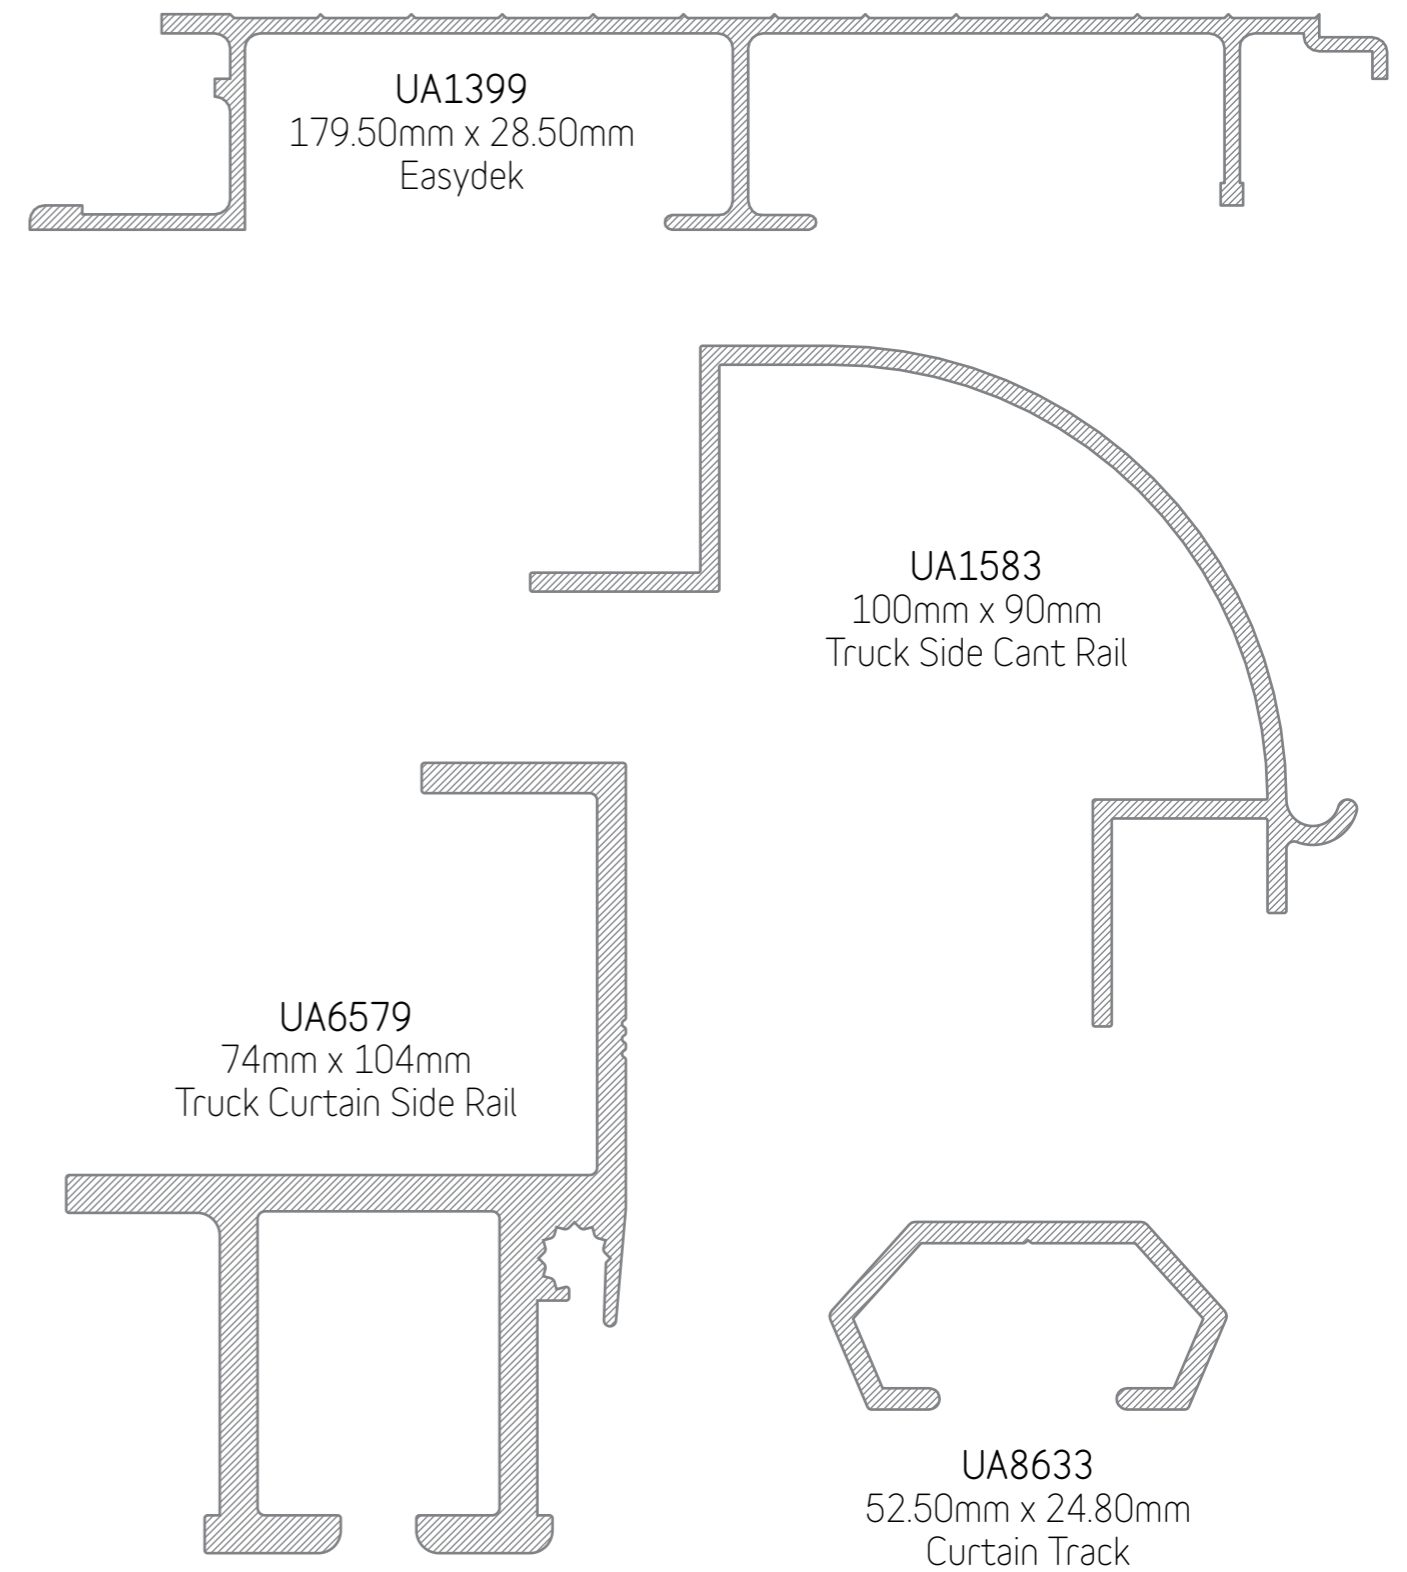 UA1399
179.50mm x 28.50mm
Easydek
UA1583
100mm x 90mm
Truck Side Cant Rail
UA6579
74mm x 104mm
Truck Curtain Side Rail
UA8633
52.50mm x 24.80mm
Curtain Track